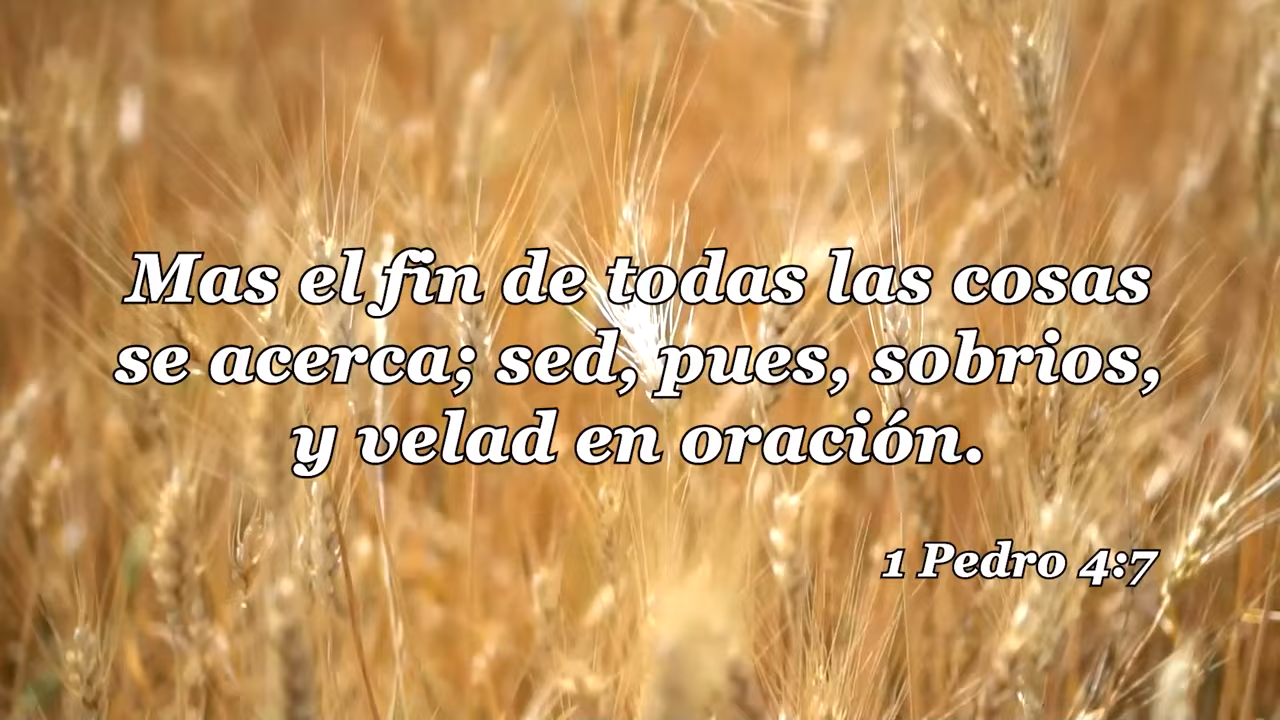 Mas el fin de todas las cosas
se acerca; sed, pues, sobrios,
y velad en oración.
1 Pedro 4:7